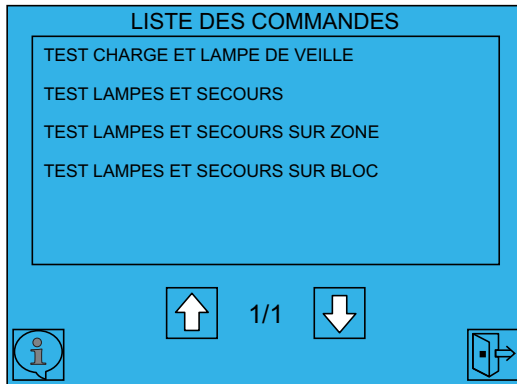 LISTE DES COMMANDES
TEST CHARGE ET LAMPE DE VEILLE
TEST LAMPES ET SECOURS
TEST LAMPES ET SECOURS SUR ZONE
TEST LAMPES ET SECOURS SUR BLOC
1/1
i